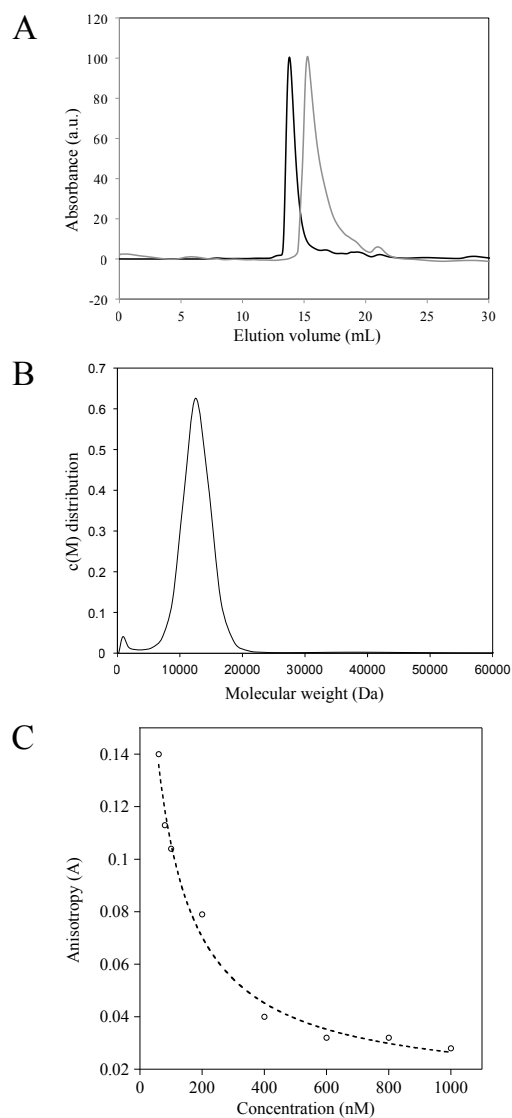 A
120
100
80
60
40
20
0
-20
Absorbance (a.u.)
0 5 10 15 20 25 30
Elution volume (mL)
B
0.7
0.6
0.5
0.4
0.3
0.2
0.1
0
c(M) distribution
0 10000 20000 30000 40000 50000 60000
Molecular weight (Da)
C
0.14
0.12
0.1
0.08
0.06
0.04
0.02
Anisotropy (A)
0 200 400 600 800 1000
Concentration (nM)